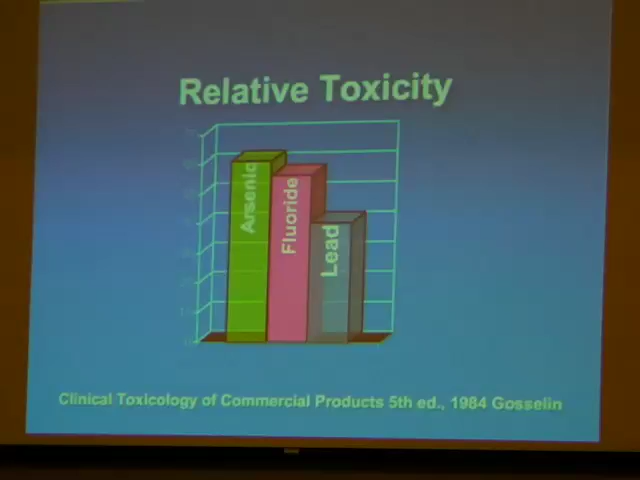 Relative Toxicity
Arsenic
Fluoride
Lead
Clinical Toxicology of Commercial Products 5th ed., 1984 Gosselin